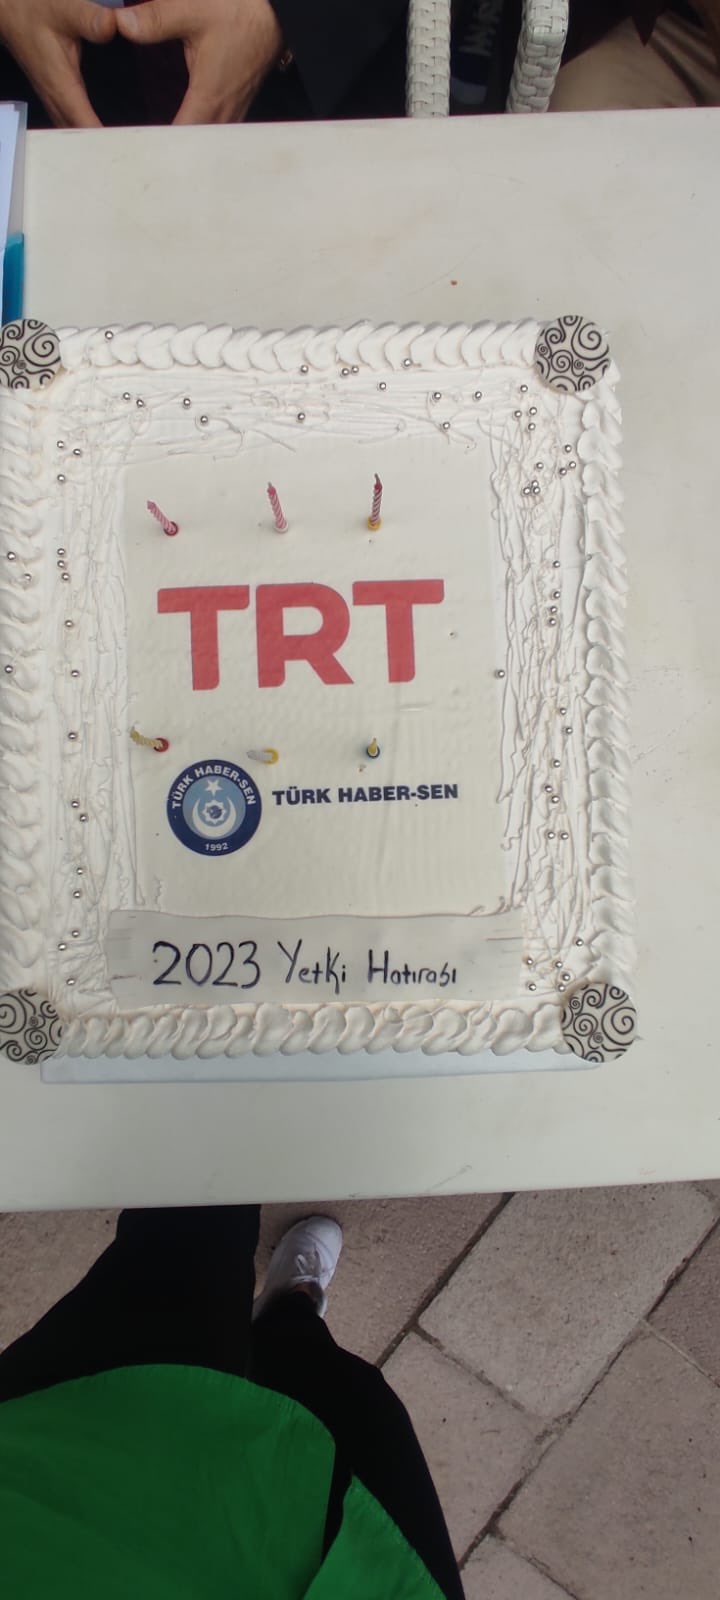 TRT
TÜRK HABER-SEN
1992
TÜRK HABER-SEN
2023 Yetki Hatırası